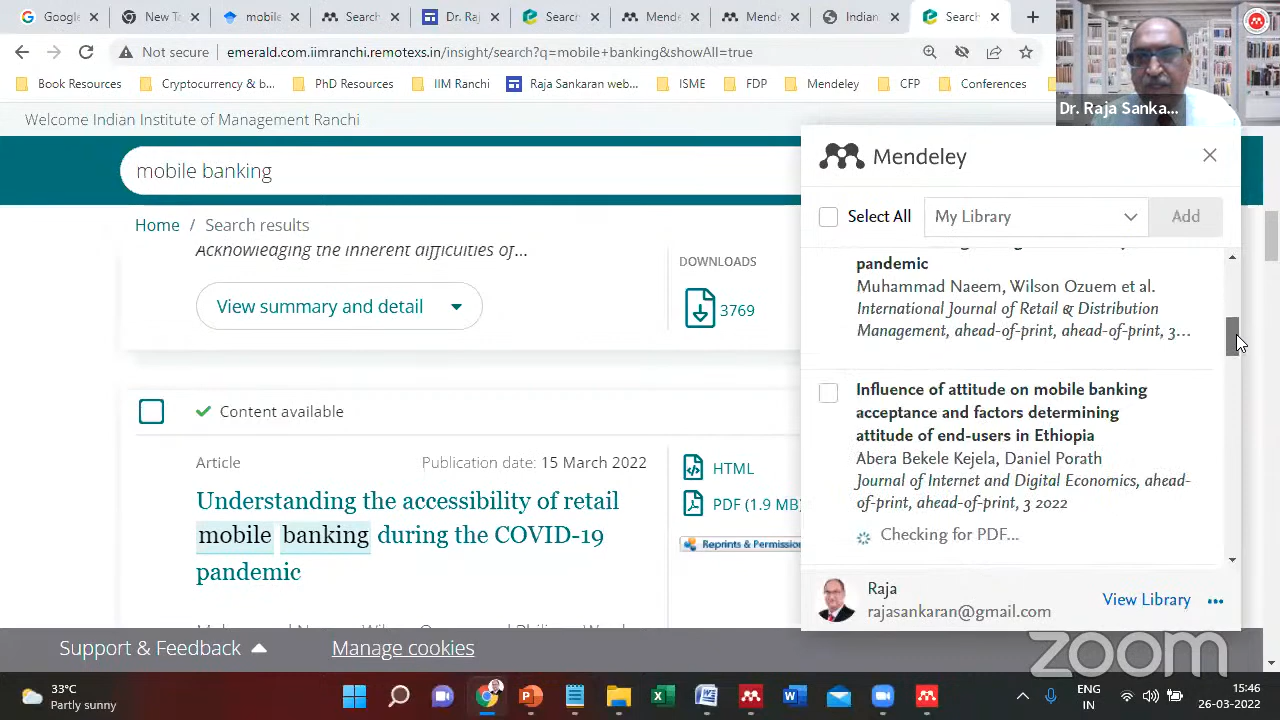 Google
New T
mobile
Search
Dr. Raj
Search
Mende
Mende
Indian
Search
Not secure
emerald.com.iimranchi.remotexs.in/insight/search?q=mobile+banking&showAll=true
Book Resources
Cryptocurrency & b...
PhD Resources
IIM Ranchi
Raja Sankaran web...
ISME
FDP
Mendeley
CFP
Conferences
Dr. Raja Sanka...
Welcome Indian Institute of Management Ranchi
mobile banking
Home / Search results
Acknowledging the inherent difficulties of...
View summary and detail
DOWNLOADS
3769
Content available
Article
Publication date: 15 March 2022
Understanding the accessibility of retail
mobile banking during the COVID-19
pandemic
HTML
PDF (1.9 MB)
Reprints & Permissio
Mendeley
Select All
My Library
Add
pandemic
Muhammad Naeem, Wilson Ozuem et al.
International Journal of Retail & Distribution
Management, ahead-of-print, ahead-of-print, 3...
Influence of attitude on mobile banking
acceptance and factors determining
attitude of end-users in Ethiopia
Abera Bekele Kejela, Daniel Porath
Journal of Internet and Digital Economics, ahead-
of-print, ahead-of-print, 3 2022
Checking for PDF...
Raja
rajasankaran@gmail.com
View Library
Support & Feedback
Manage cookies
zoom
33°C
Partly sunny
ENG
IN
15:46
26-03-2022